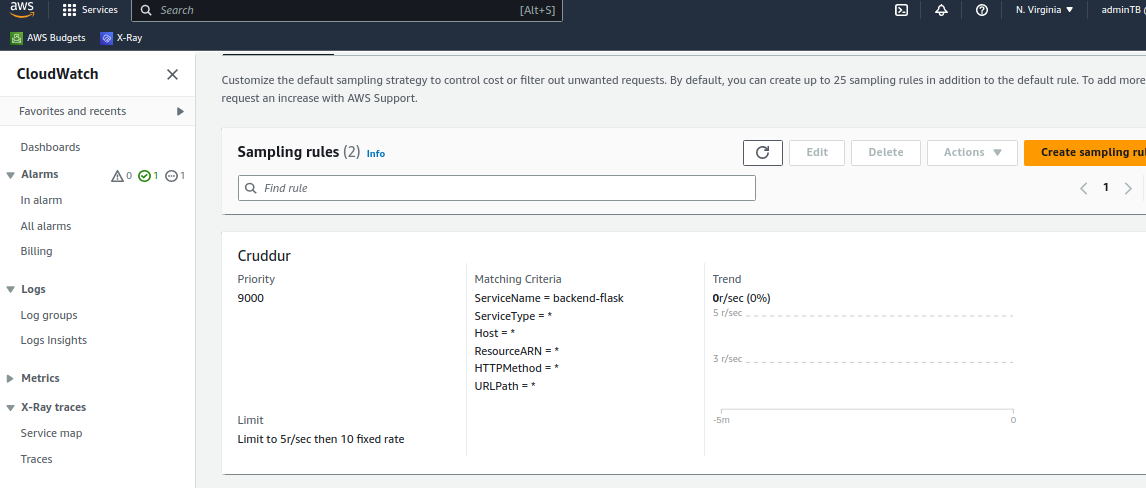 aws
Services
Search
[Alt+S]
N. Virginia
adminTB (
AWS Budgets
X-Ray
CloudWatch
Favorites and recents
Dashboards
Alarms
0
1
1
In alarm
All alarms
Billing
Logs
Log groups
Logs Insights
Metrics
X-Ray traces
Service map
Traces
Customize the default sampling strategy to control cost or filter out unwanted requests. By default, you can create up to 25 sampling rules in addition to the default rule. To add more
request an increase with AWS Support.
Sampling rules (2) Info
Edit
Delete
Actions
Create sampling rul
Find rule
1
Cruddur
Priority
9000
Limit
Limit to 5r/sec then 10 fixed rate
Matching Criteria
ServiceName = backend-flask
ServiceType = *
Host = *
ResourceARN = *
HTTPMethod = *
URLPath = *
Trend
0r/sec (0%)
5 r/sec
3 r/sec
-5m
0